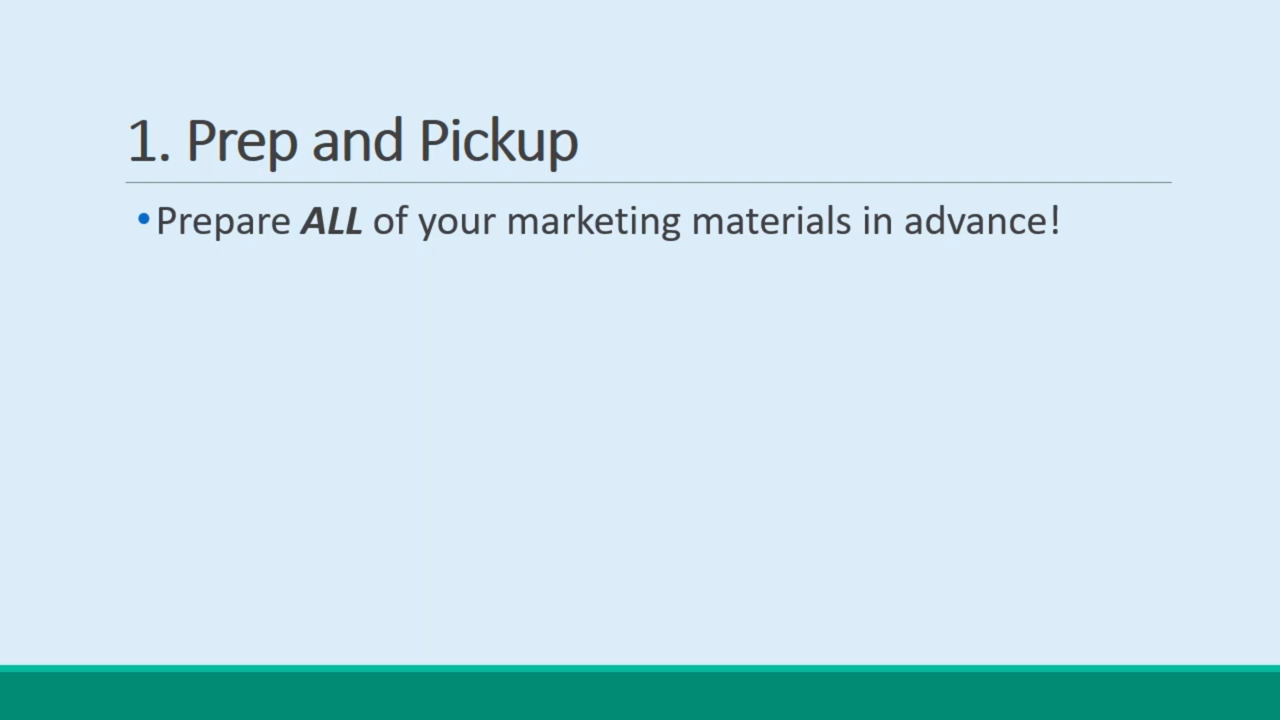 1. Prep and Pickup
•Prepare ALL of your marketing materials in advance!